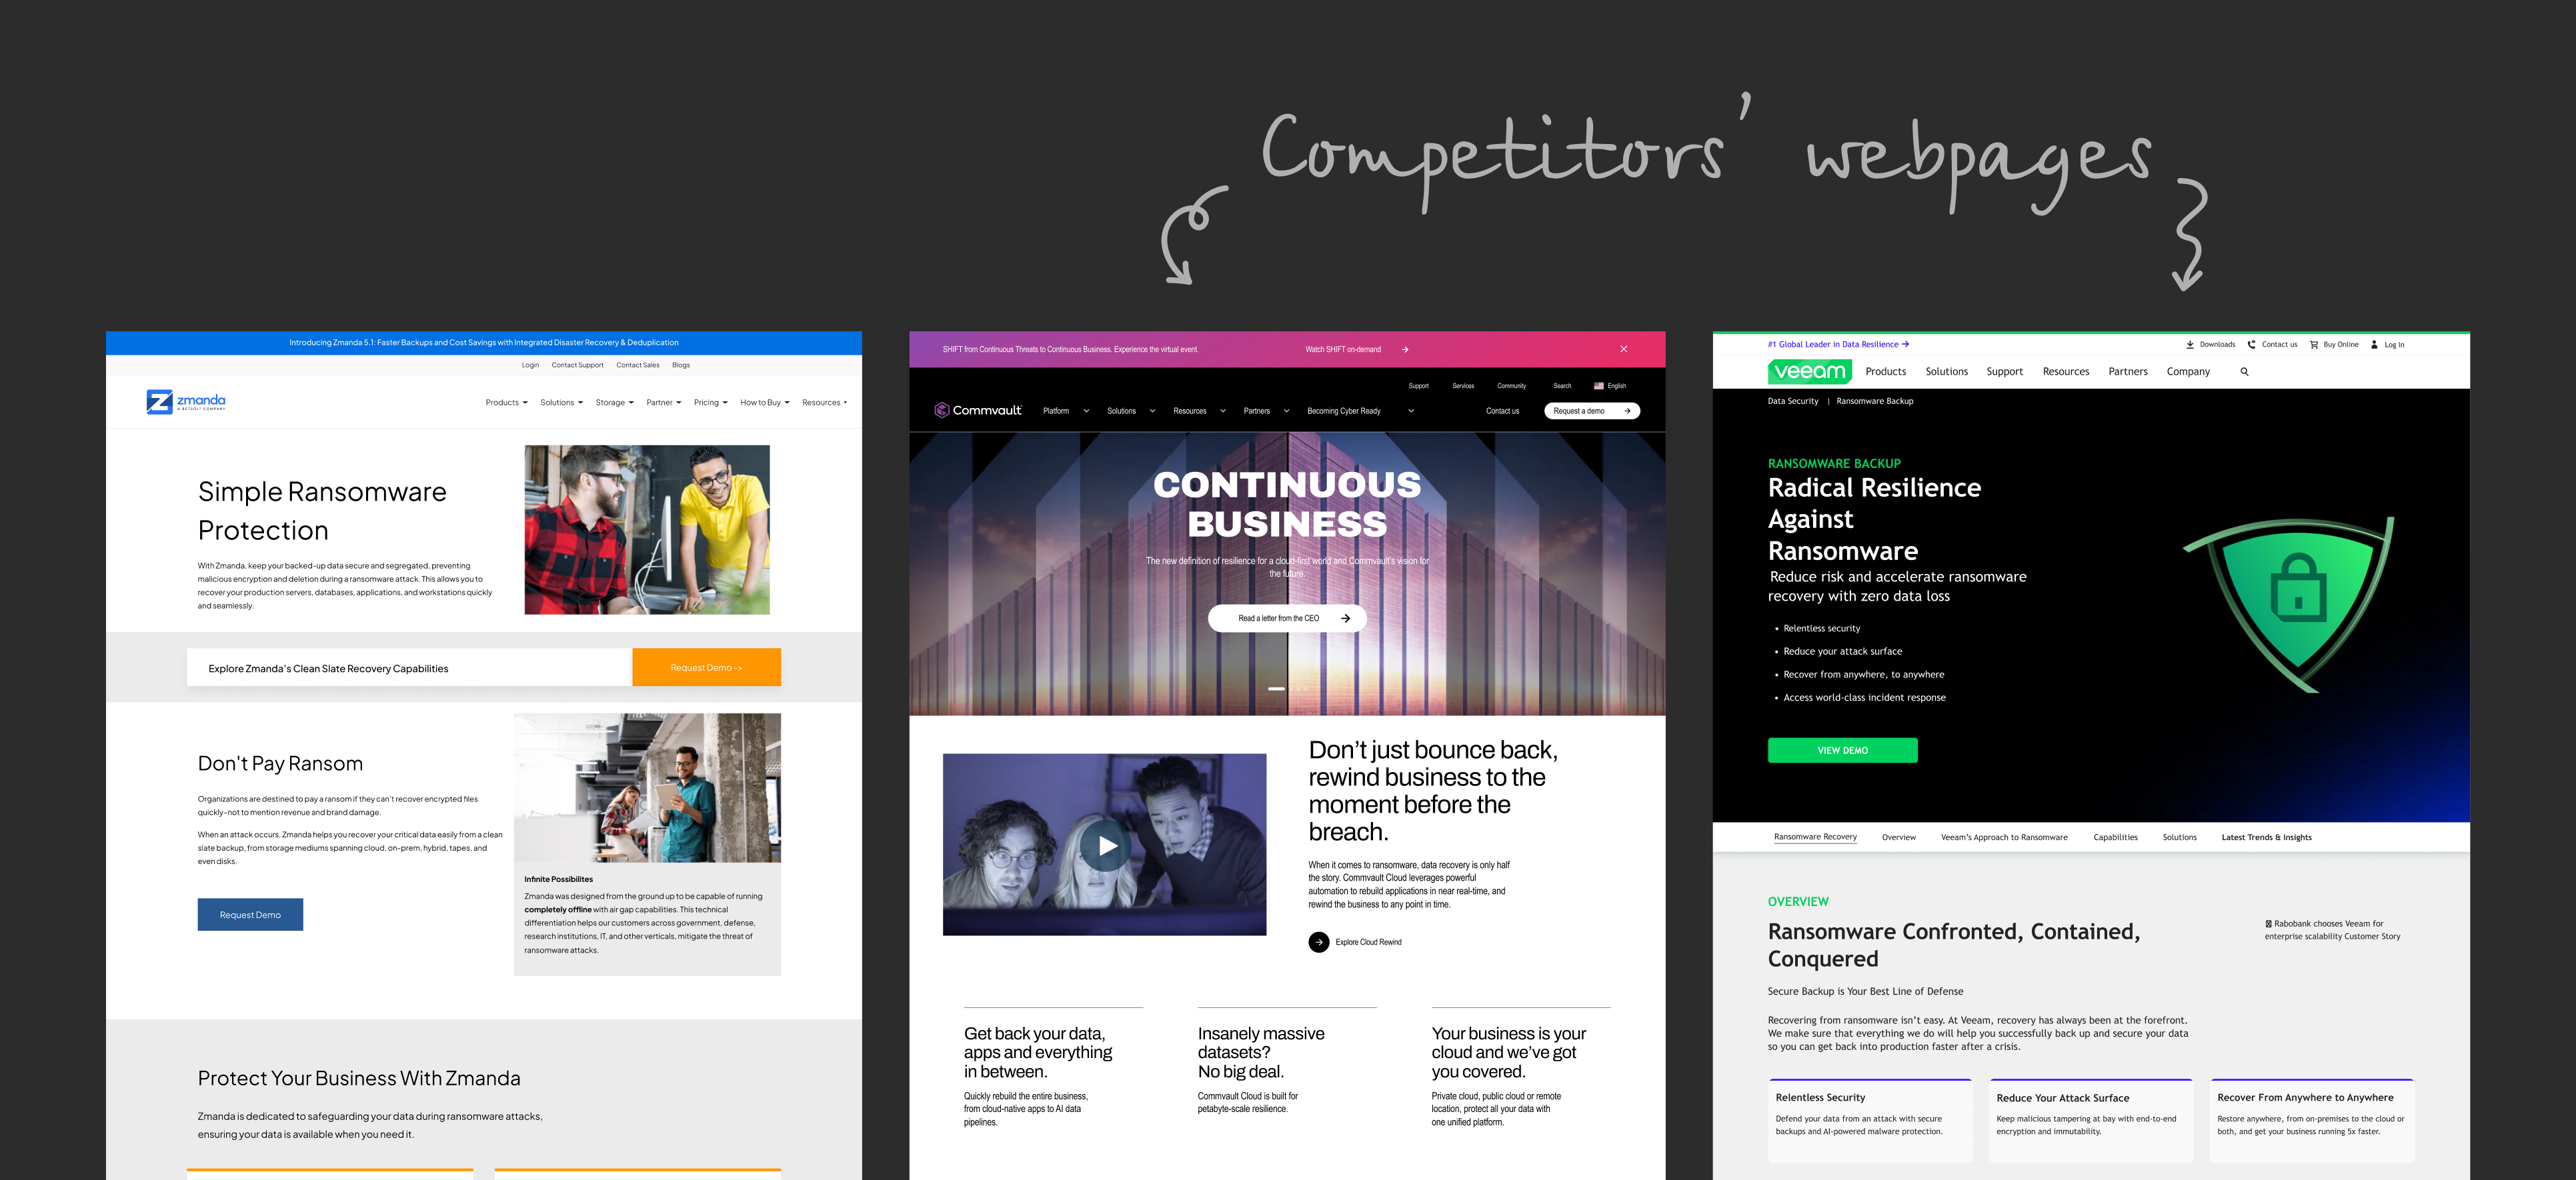 Competitors' webpages
Introducing Zmanda 5.1: Faster Backups and Cost Savings with Integrated Disaster Recovery & Deduplication
Login Contact Support Contact Sales Blogs
zmanda
A BETSOL COMPANY
Products Solutions Storage Partner Pricing How to Buy Resources
Simple Ransomware
Protection
With Zmanda, keep your backed-up data secure and segregated, preventing
malicious encryption and deletion during a ransomware attack. This allows you to
recover your production servers, databases, applications, and workstations quickly
and seamlessly.
Explore Zmanda's Clean Slate Recovery Capabilities
Request Demo ->
Don't Pay Ransom
Organizations are destined to pay a ransom if they can't recover encrypted files
quickly–not to mention revenue and brand damage.
When an attack occurs, Zmanda helps you recover your critical data easily from a clean
slate backup, from storage mediums spanning cloud, on-prem, hybrid, tapes, and
even disks.
Request Demo
Infinite Possibilites
Zmanda was designed from the ground up to be capable of running
completely offline with air gap capabilities. This technical
differentiation helps our customers across government, defense,
research institutions, IT, and other verticals, mitigate the threat of
ransomware attacks.
Protect Your Business With Zmanda
Zmanda is dedicated to safeguarding your data during ransomware attacks,
ensuring your data is available when you need it.
SHIFT from Continuous Threats to Continuous Business. Experience the virtual event.
Watch SHIFT on-demand →
Support Services Community Search English
Commvault
Platform Solutions Resources Partners Becoming Cyber Ready Contact us Request a demo →
CONTINUOUS
BUSINESS
The new definition of resilience for a cloud-first world and Commvault's vision for
the future.
Read a letter from the CEO →
Don't just bounce back,
rewind business to the
moment before the
breach.
When it comes to ransomware, data recovery is only half
the story. Commvault Cloud leverages powerful
automation to rebuild applications in near real-time, and
rewind the business to any point in time.
Explore Cloud Rewind
Get back your data,
apps and everything
in between.
Quickly rebuild the entire business,
from cloud-native apps to AI data
pipelines.
Insanely massive
datasets?
No big deal.
Commvault Cloud is built for
petabyte-scale resilience.
Your business is your
cloud and we've got
you covered.
Private cloud, public cloud or remote
location, protect all your data with
one unified platform.
#1 Global Leader in Data Resilience →
Downloads Contact us Buy Online Log In
veeam
Products Solutions Support Resources Partners Company
Data Security | Ransomware Backup
RANSOMWARE BACKUP
Radical Resilience
Against
Ransomware
Reduce risk and accelerate ransomware
recovery with zero data loss
• Relentless security
• Reduce your attack surface
• Recover from anywhere, to anywhere
• Access world-class incident response
VIEW DEMO
Ransomware Recovery Overview Veeam's Approach to Ransomware Capabilities Solutions Latest Trends & Insights
OVERVIEW
Ransomware Confronted, Contained,
Conquered
Rabobank chooses Veeam for
enterprise scalability Customer Story
Secure Backup is Your Best Line of Defense
Recovering from ransomware isn't easy. At Veeam, recovery has always been at the forefront.
We make sure that everything we do will help you successfully back up and secure your data
so you can get back into production faster after a crisis.
Relentless Security
Defend your data from an attack with secure
backups and AI-powered malware protection.
Reduce Your Attack Surface
Keep malicious tampering at bay with end-to-end
encryption and immutability.
Recover From Anywhere to Anywhere
Restore anywhere, from on-premises to the cloud or
both, and get your business running 5x faster.